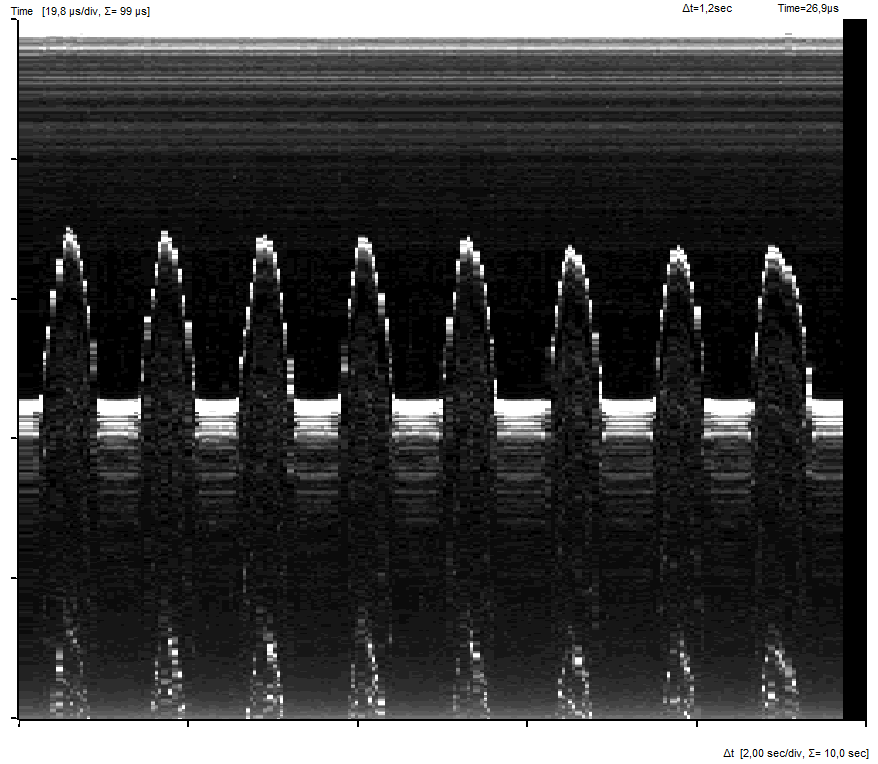 Time [19,8 µs/div, Σ= 99 µs] Δt=1,2sec Time=26,9µs
Δt [2,00 sec/div, Σ= 10,0 sec]